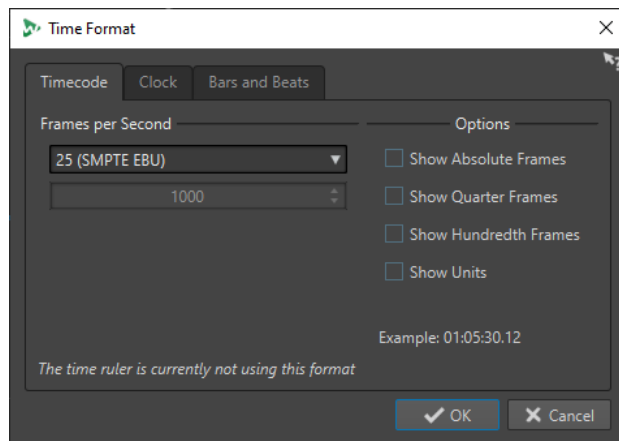 Time Format
Timecode
Clock
Bars and Beats
Frames per Second
25 (SMPTE EBU)
1000
Options
Show Absolute Frames
Show Quarter Frames
Show Hundredth Frames
Show Units
Example: 01:05:30.12
The time ruler is currently not using this format
OK
Cancel